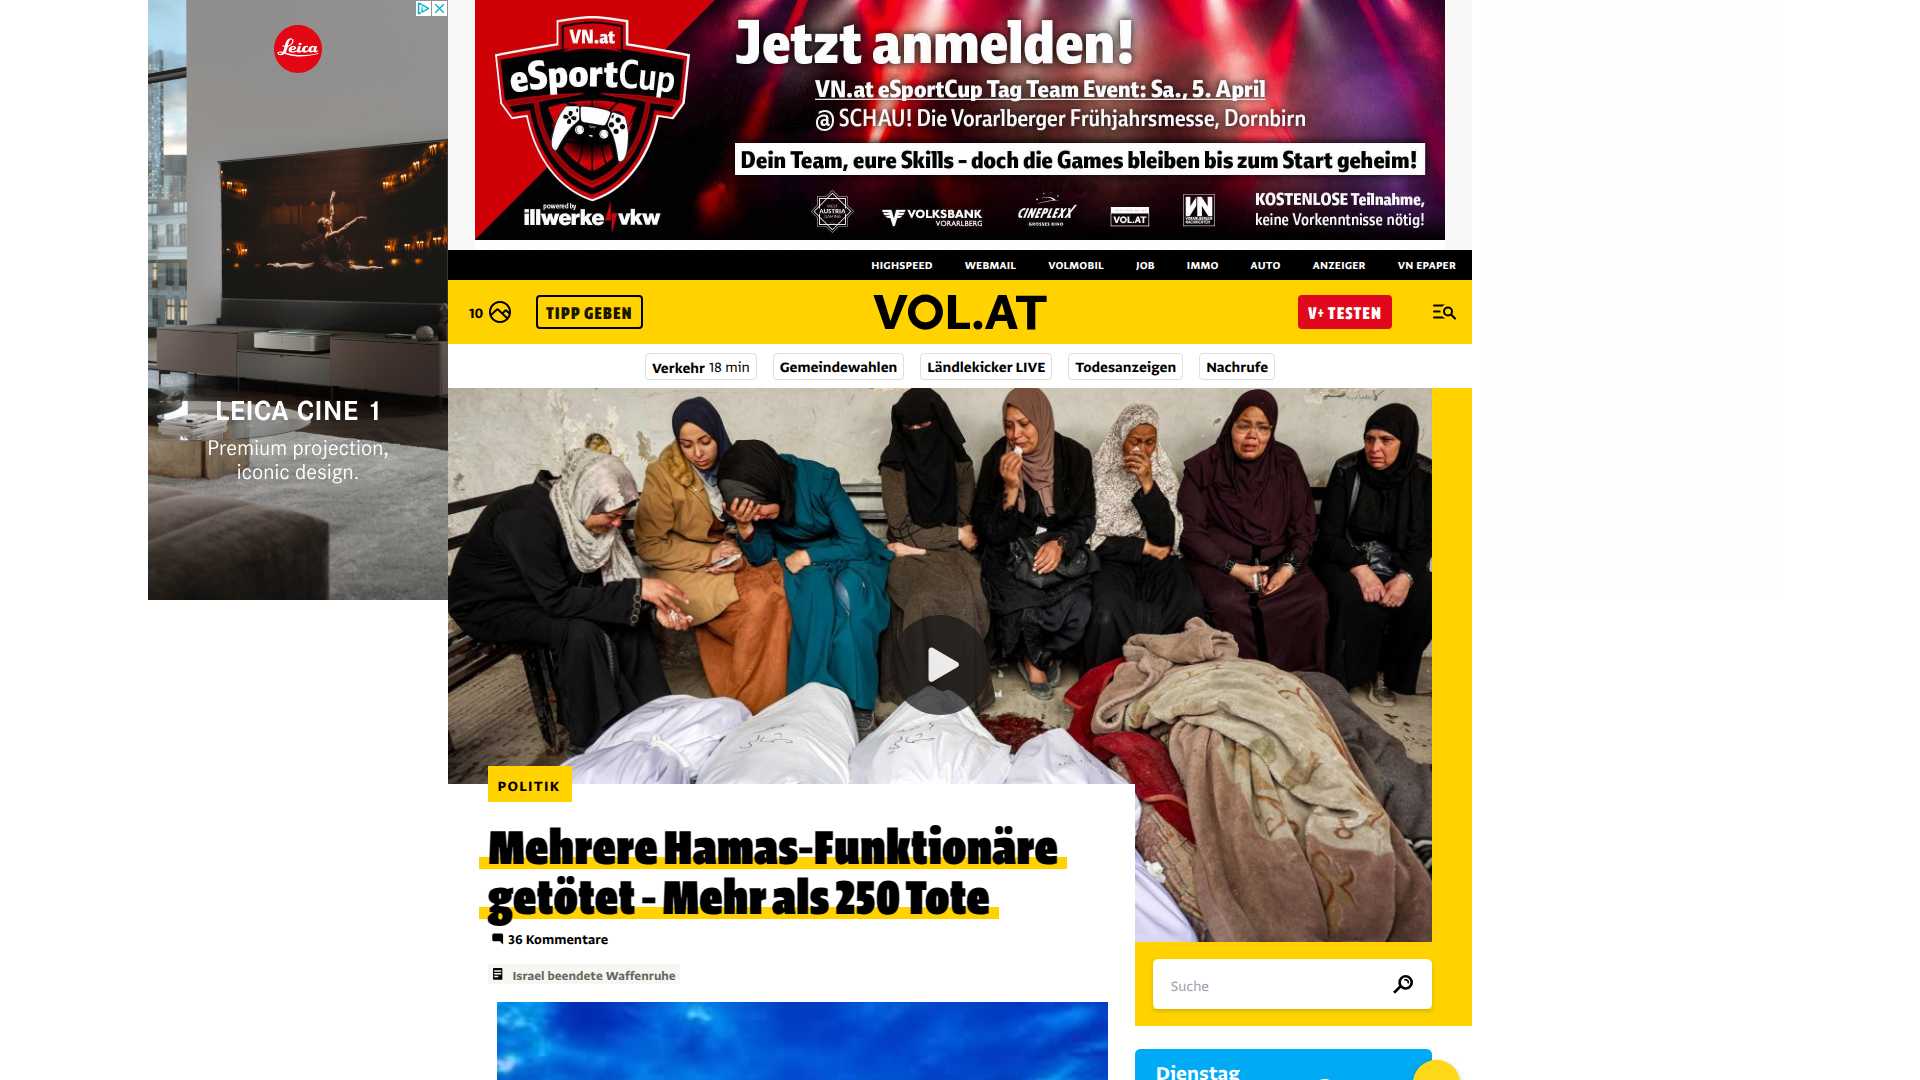 Leica
LEICA CINE 1
Premium projection,
iconic design.
VN.at
eSportCup
powered by
illwerke vkw
Jetzt anmelden!
VN.at eSportCup Tag Team Event: Sa., 5. April
@ SCHAU! Die Vorarlberger Frühjahrsmesse, Dornbirn
Dein Team, eure Skills – doch die Games bleiben bis zum Start geheim!
AUSTRIA
VOLKSBANK
VORARLBERG
CINEPLEXX
VOL.AT
VN
KOSTENLOSE Teilnahme,
keine Vorkenntnisse nötig!
HIGHSPEED WEBMAIL VOLMOBIL JOB IMMO AUTO ANZEIGER VN EPAPER
10 TIPP GEBEN VOL.AT V+ TESTEN
Verkehr 18 min Gemeindewahlen Ländlekicker LIVE Todesanzeigen Nachrufe
POLITIK
Mehrere Hamas-Funktionäre
getötet - Mehr als 250 Tote
36 Kommentare
Israel beendete Waffenruhe
Suche
Dienstag